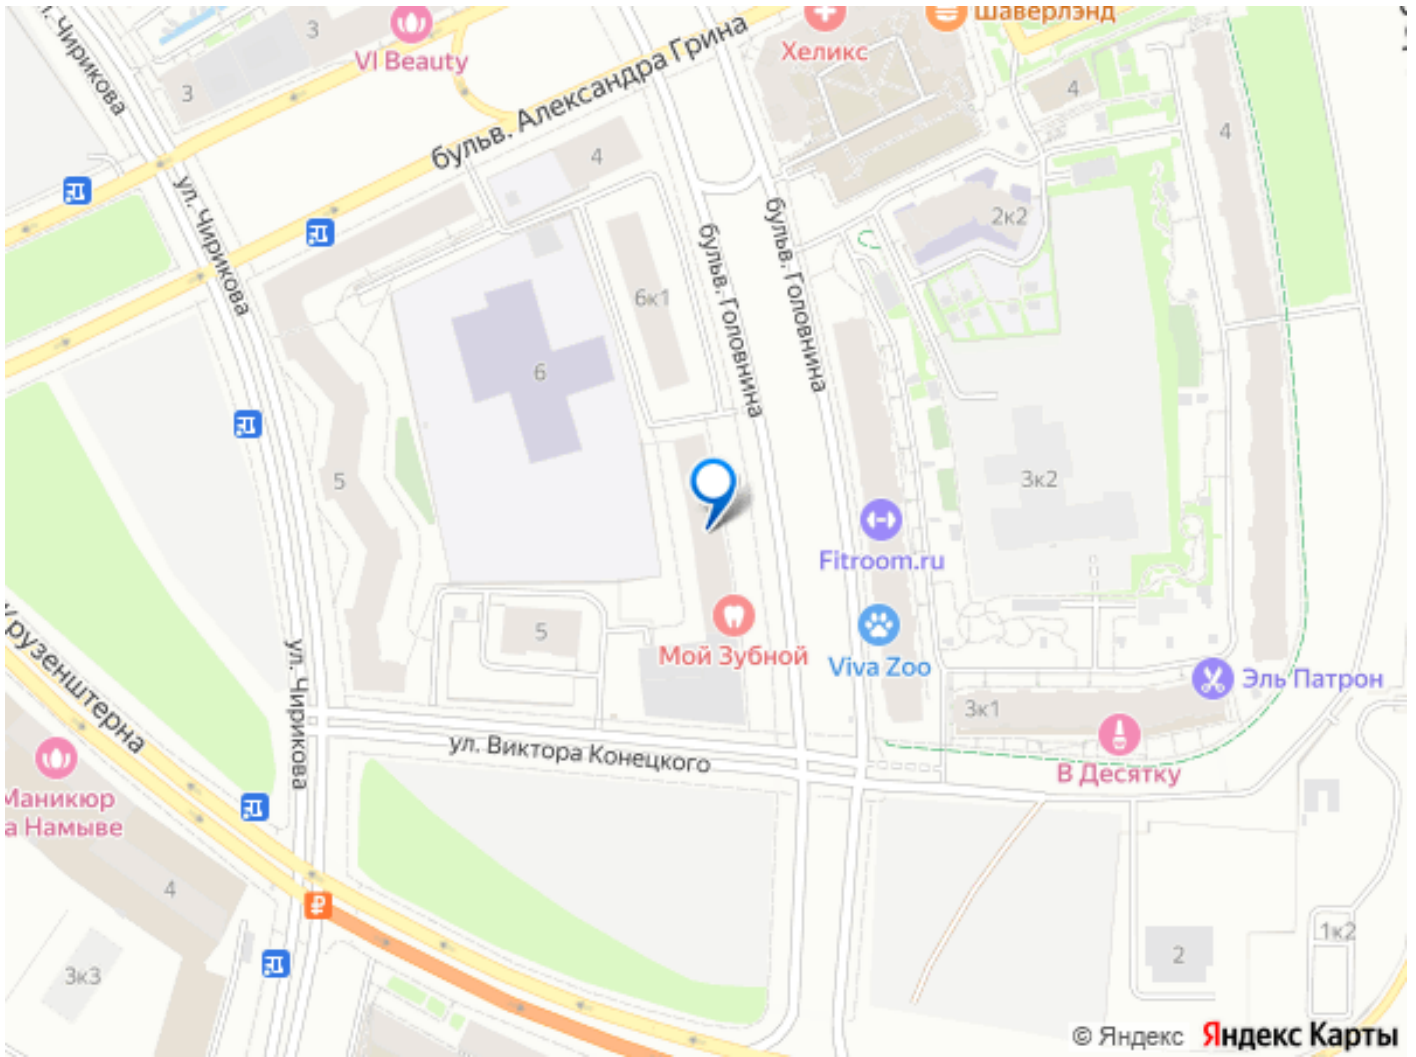 ул. Чирикова
3
VI Beauty
3
Хеликс
Шаверлэнд
бульв. Александра Грина
4
4
4
ул. Чирикова
бульв. Головнина
бульв. Головнина
2к2
6к1
6
5
3к2
Fitroom.ru
5
Мой Зубной
Viva Zoo
Эль Патрон
3к1
В Десятку
ул. Чирикова
ул. Виктора Конецкого
Крузенштерна
Маникюр
а Намыве
4
3к3
2
1к2
© Яндекс Яндекс Карты